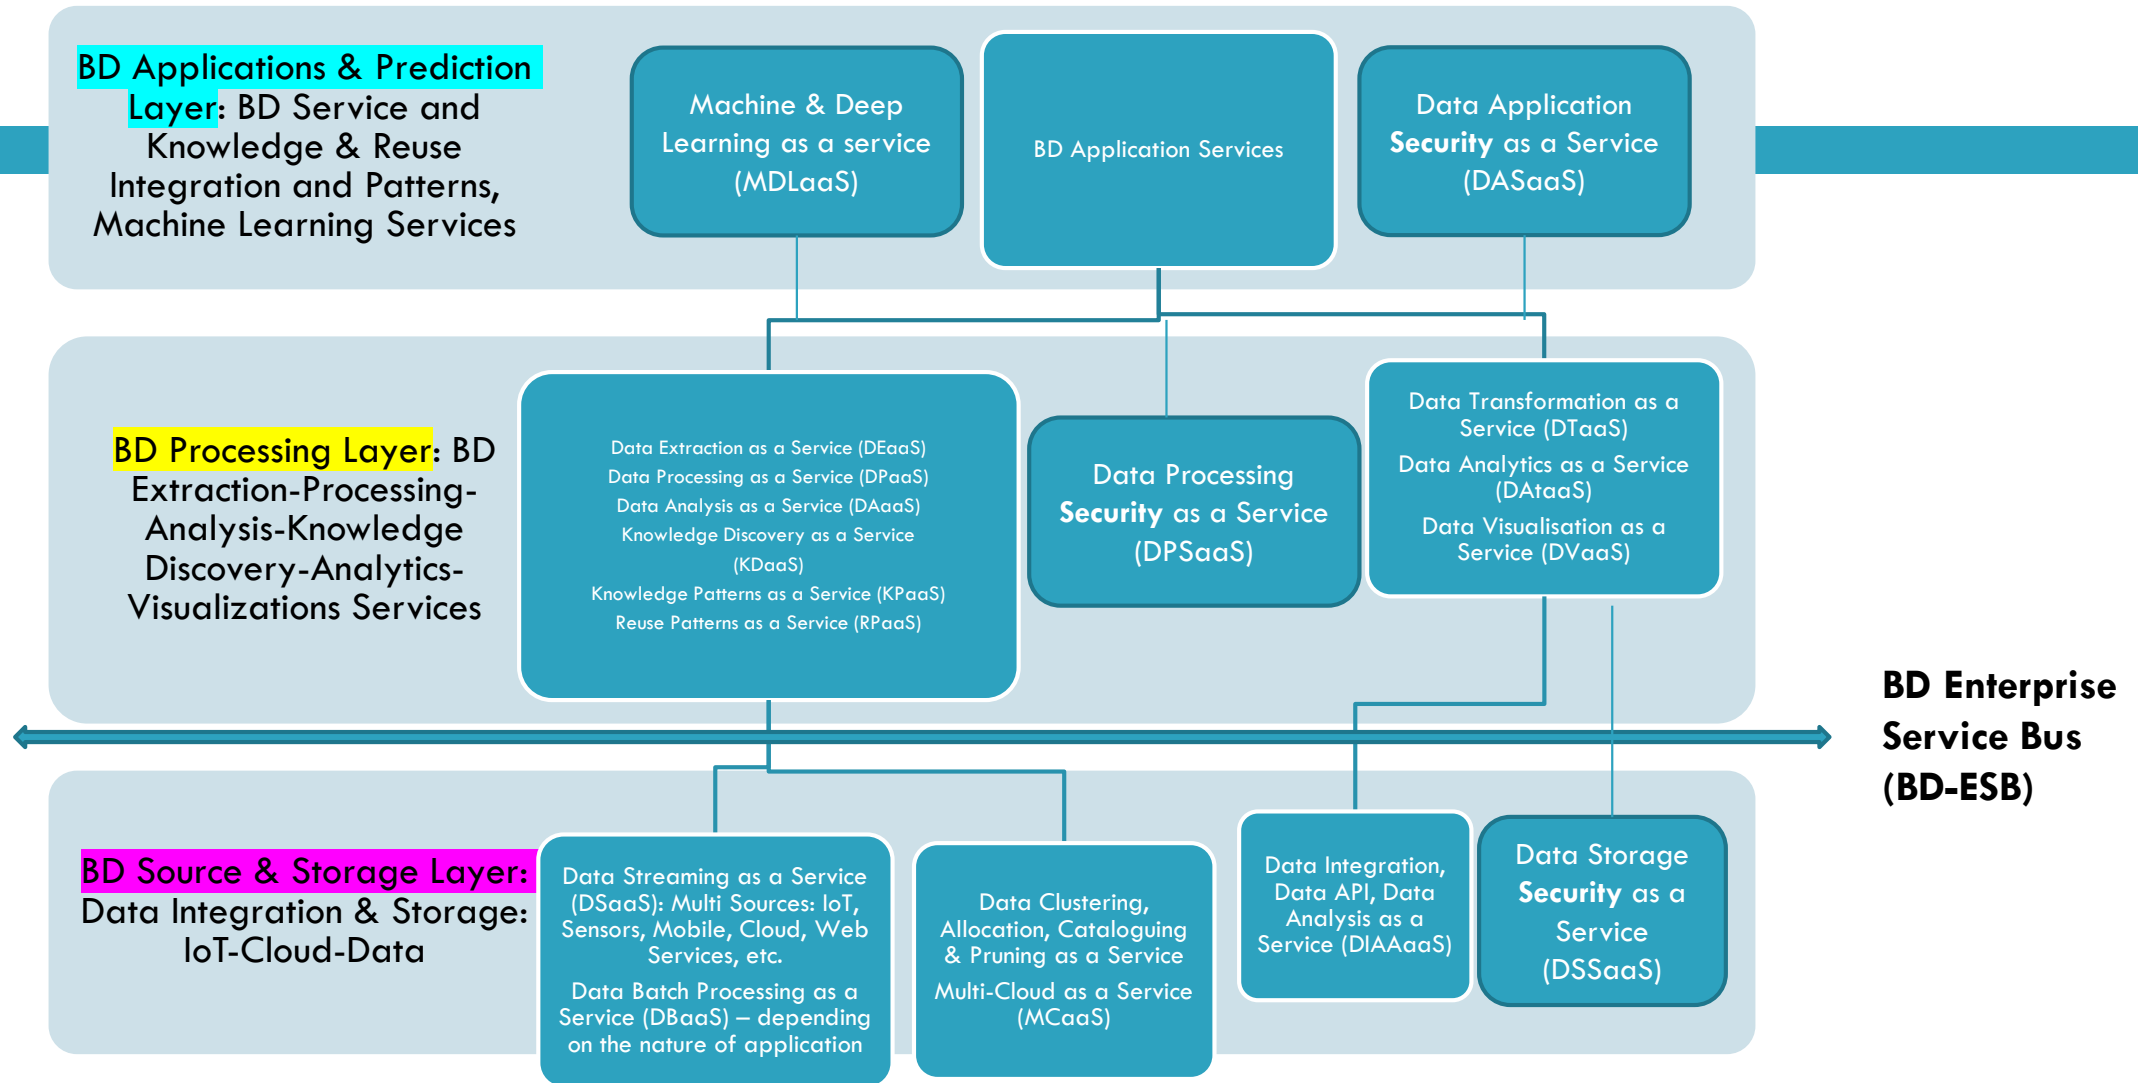 BD Applications & Prediction
Layer: BD Service and
Knowledge & Reuse
Integration and Patterns,
Machine Learning Services
Machine & Deep
Learning as a service
(MDLaaS)
BD Application Services
Data Application
Security as a Service
(DASaaS)
BD Processing Layer: BD
Extraction-Processing-
Analysis-Knowledge
Discovery-Analytics-
Visualizations Services
Data Extraction as a Service (DEaaS)
Data Processing as a Service (DPaaS)
Data Analysis as a Service (DAaaS)
Knowledge Discovery as a Service
(KDaaS)
Knowledge Patterns as a Service (KPaaS)
Reuse Patterns as a Service (RPaaS)
Data Processing
Security as a Service
(DPSaaS)
Data Transformation as a
Service (DTaaS)
Data Analytics as a Service
(DAtaaS)
Data Visualisation as a
Service (DVaaS)
BD Enterprise
Service Bus
(BD-ESB)
BD Source & Storage Layer:
Data Integration & Storage:
IoT-Cloud-Data
Data Streaming as a Service
(DSaaS): Multi Sources: IoT,
Sensors, Mobile, Cloud, Web
Services, etc.
Data Batch Processing as a
Service (DBaaS) – depending
on the nature of application
Data Clustering,
Allocation, Cataloguing
& Pruning as a Service
Multi-Cloud as a Service
(MCaaS)
Data Integration,
Data API, Data
Analysis as a
Service (DIAAaaS)
Data Storage
Security as a
Service
(DSSaaS)